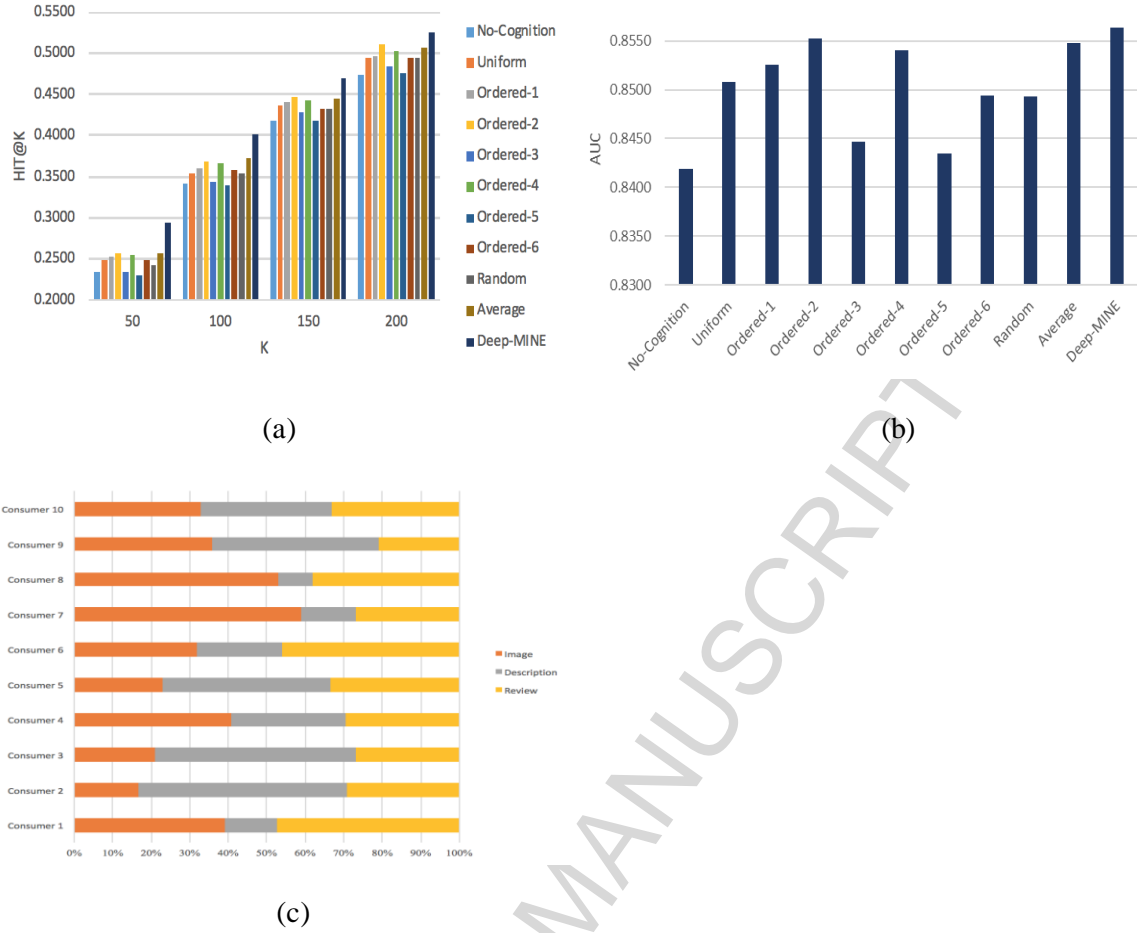 0.5500
0.5000
0.4500
0.4000
0.3500
0.3000
0.2500
0.2000
HIT@K
50 100 150 200
K
No-Cognition
Uniform
Ordered-1
Ordered-2
Ordered-3
Ordered-4
Ordered-5
Ordered-6
Random
Average
Deep-MINE
(a)
0.8550
0.8500
0.8450
0.8400
0.8350
0.8300
AUC
No-Cognition Uniform Ordered-1 Ordered-2 Ordered-3 Ordered-4 Ordered-5 Ordered-6 Random Average Deep-MINE
(b)
Consumer 10
Consumer 9
Consumer 8
Consumer 7
Consumer 6
Consumer 5
Consumer 4
Consumer 3
Consumer 2
Consumer 1
0% 10% 20% 30% 40% 50% 60% 70% 80% 90% 100%
Image
Description
Review
(c)
MANUSCRIPT